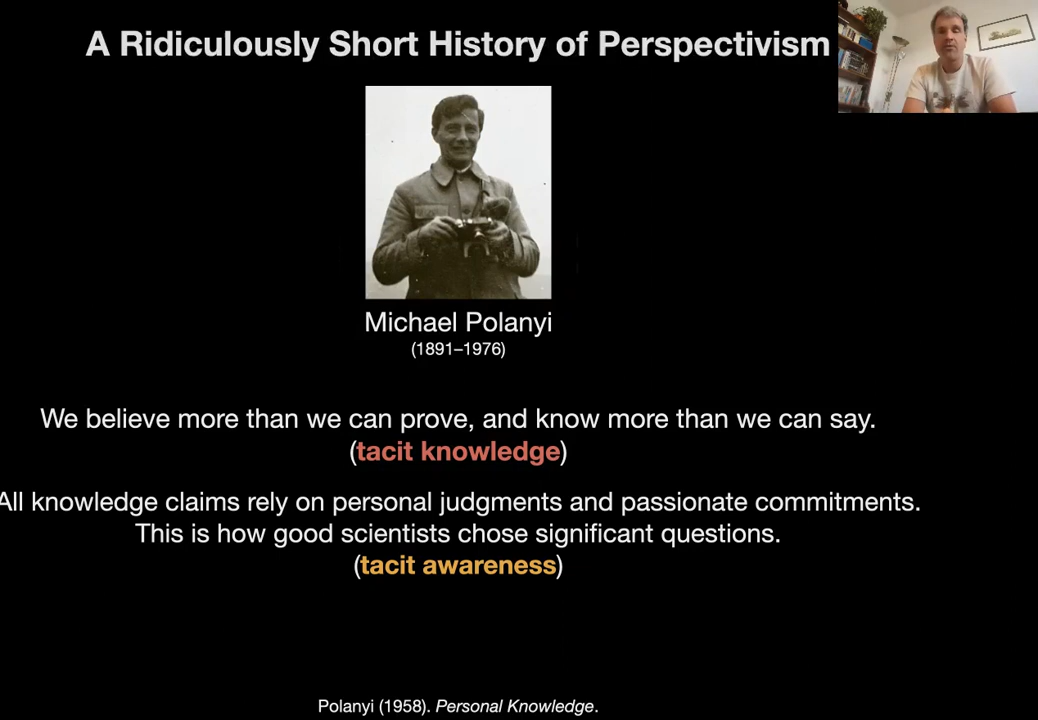 A Ridiculously Short History of Perspectivism
Michael Polanyi
(1891–1976)
We believe more than we can prove, and know more than we can say.
(tacit knowledge)
All knowledge claims rely on personal judgments and passionate commitments.
This is how good scientists chose significant questions.
(tacit awareness)
Polanyi (1958). Personal Knowledge.